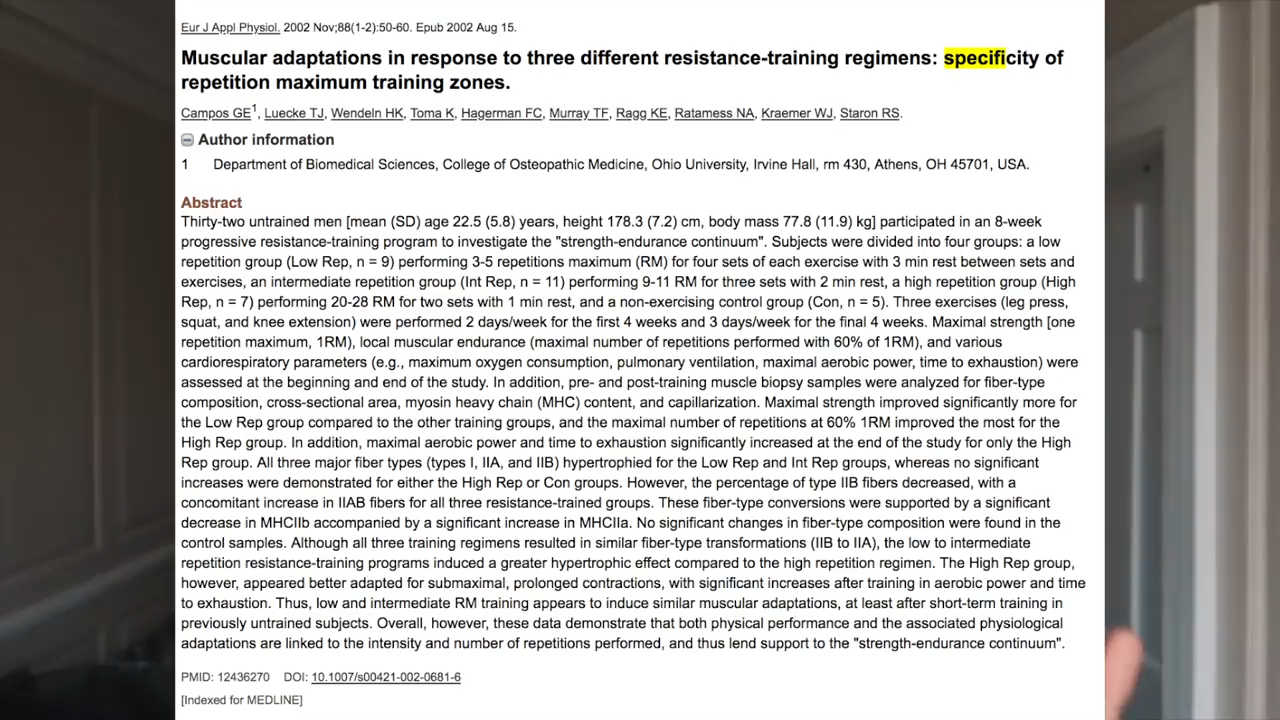 Eur J Appl Physiol. 2002 Nov;88(1-2):50-60. Epub 2002 Aug 15.
Muscular adaptations in response to three different resistance-training regimens: specificity of
repetition maximum training zones.
Campos GE1, Luecke TJ, Wendeln HK, Toma K, Hagerman FC, Murray TF, Ragg KE, Ratamess NA, Kraemer WJ, Staron RS.
Author information
1 Department of Biomedical Sciences, College of Osteopathic Medicine, Ohio University, Irvine Hall, rm 430, Athens, OH 45701, USA.
Abstract
Thirty-two untrained men [mean (SD) age 22.5 (5.8) years, height 178.3 (7.2) cm, body mass 77.8 (11.9) kg] participated in an 8-week
progressive resistance-training program to investigate the "strength-endurance continuum". Subjects were divided into four groups: a low
repetition group (Low Rep, n = 9) performing 3-5 repetitions maximum (RM) for four sets of each exercise with 3 min rest between sets and
exercises, an intermediate repetition group (Int Rep, n = 11) performing 9-11 RM for three sets with 2 min rest, a high repetition group (High
Rep, n = 7) performing 20-28 RM for two sets with 1 min rest, and a non-exercising control group (Con, n = 5). Three exercises (leg press,
squat, and knee extension) were performed 2 days/week for the first 4 weeks and 3 days/week for the final 4 weeks. Maximal strength [one
repetition maximum, 1RM), local muscular endurance (maximal number of repetitions performed with 60% of 1RM), and various
cardiorespiratory parameters (e.g., maximum oxygen consumption, pulmonary ventilation, maximal aerobic power, time to exhaustion) were
assessed at the beginning and end of the study. In addition, pre- and post-training muscle biopsy samples were analyzed for fiber-type
composition, cross-sectional area, myosin heavy chain (MHC) content, and capillarization. Maximal strength improved significantly more for
the Low Rep group compared to the other training groups, and the maximal number of repetitions at 60% 1RM improved the most for the
High Rep group. In addition, maximal aerobic power and time to exhaustion significantly increased at the end of the study for only the High
Rep group. All three major fiber types (types I, IIA, and IIB) hypertrophied for the Low Rep and Int Rep groups, whereas no significant
increases were demonstrated for either the High Rep or Con groups. However, the percentage of type IIB fibers decreased, with a
concomitant increase in IIAB fibers for all three resistance-trained groups. These fiber-type conversions were supported by a significant
decrease in MHCIIb accompanied by a significant increase in MHCIIa. No significant changes in fiber-type composition were found in the
control samples. Although all three training regimens resulted in similar fiber-type transformations (IIB to IIA), the low to intermediate
repetition resistance-training programs induced a greater hypertrophic effect compared to the high repetition regimen. The High Rep group,
however, appeared better adapted for submaximal, prolonged contractions, with significant increases after training in aerobic power and time
to exhaustion. Thus, low and intermediate RM training appears to induce similar muscular adaptations, at least after short-term training in
previously untrained subjects. Overall, however, these data demonstrate that both physical performance and the associated physiological
adaptations are linked to the intensity and number of repetitions performed, and thus lend support to the "strength-endurance continuum".
PMID: 12436270 DOI: 10.1007/s00421-002-0681-6
[Indexed for MEDLINE]